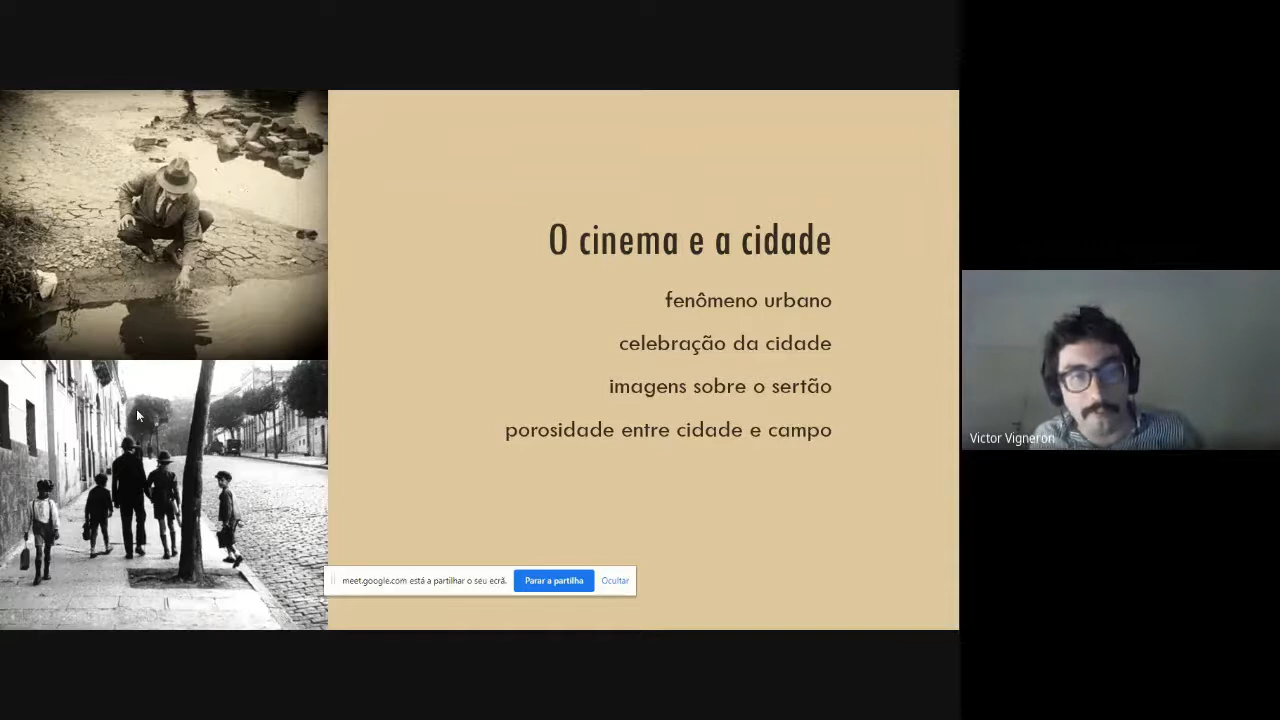 O cinema e a cidade
fenômeno urbano
celebração da cidade
imagens sobre o sertão
porosidade entre cidade e campo
Victor Vigneron
meet.google.com está a partilhar o seu ecrã. Parar a partilha Ocultar